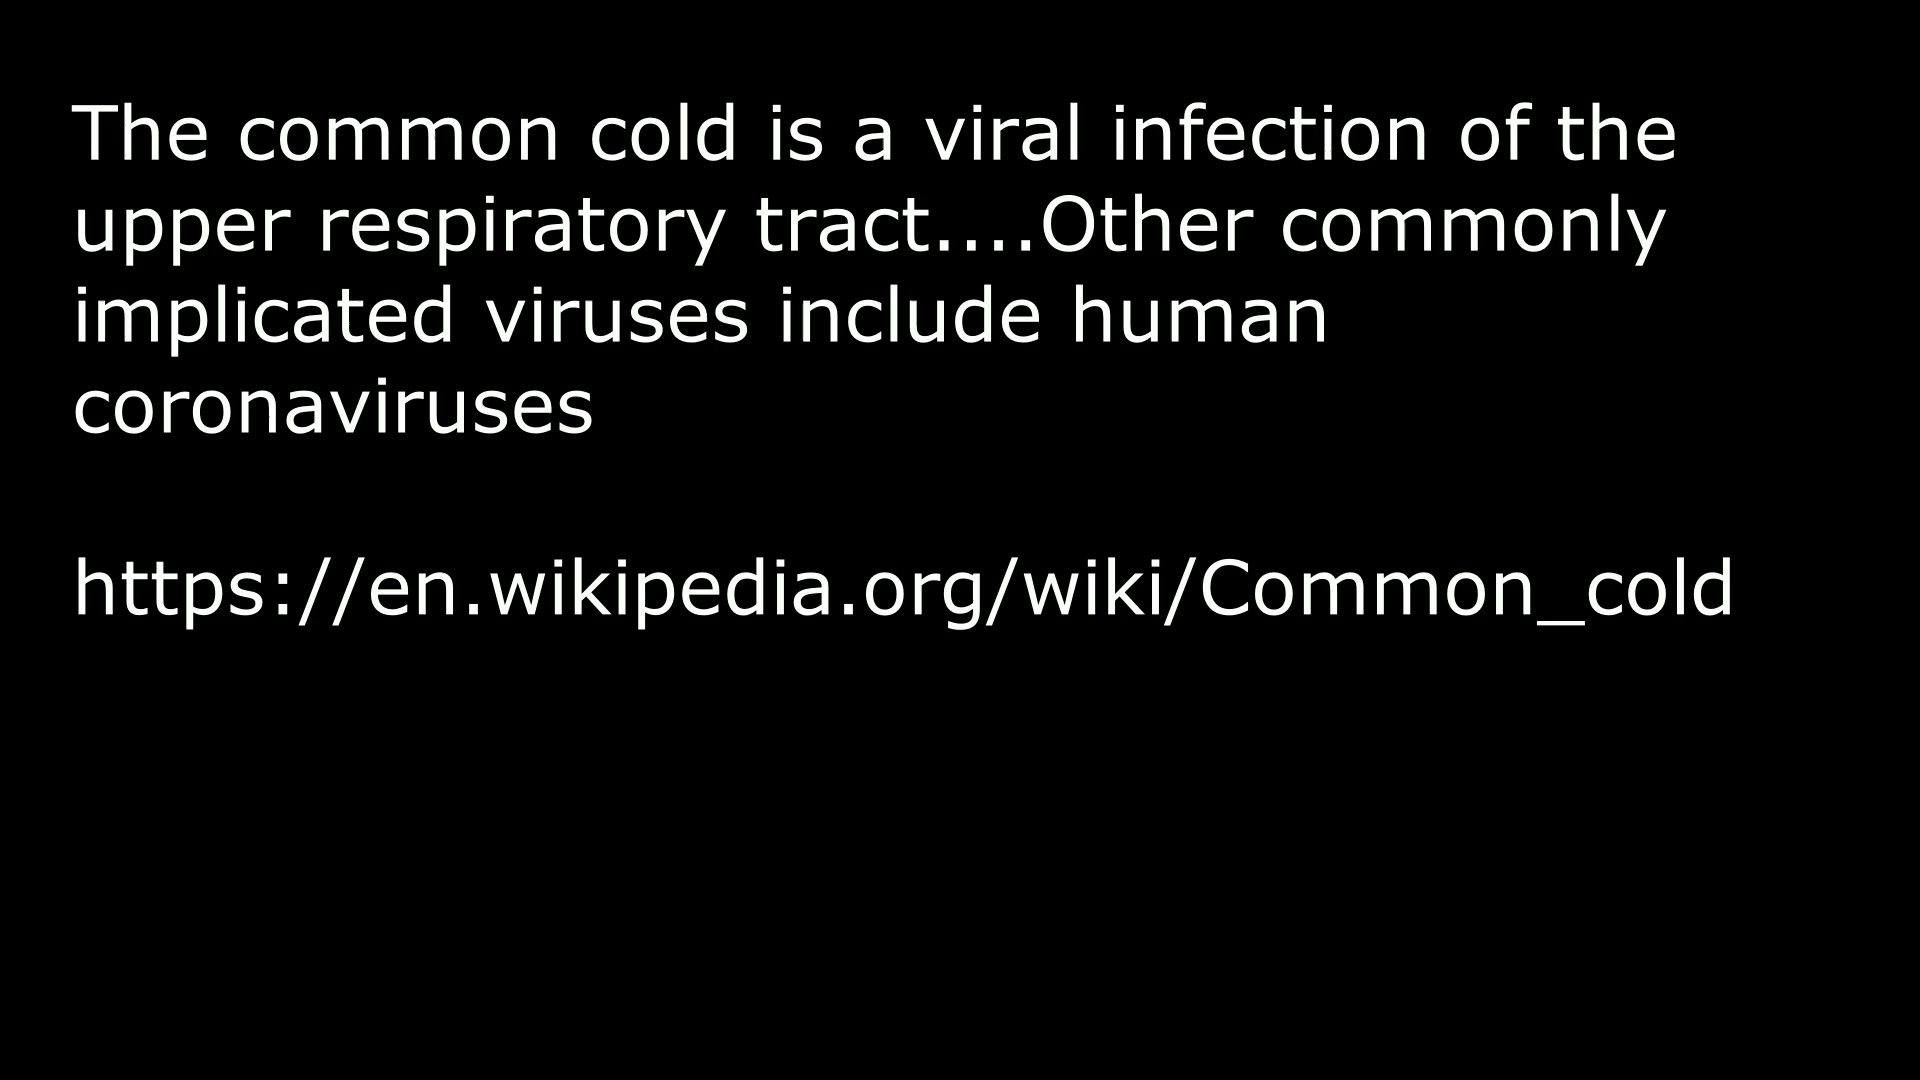 The common cold is a viral infection of the
upper respiratory tract....Other commonly
implicated viruses include human
coronaviruses
https://en.wikipedia.org/wiki/Common_cold